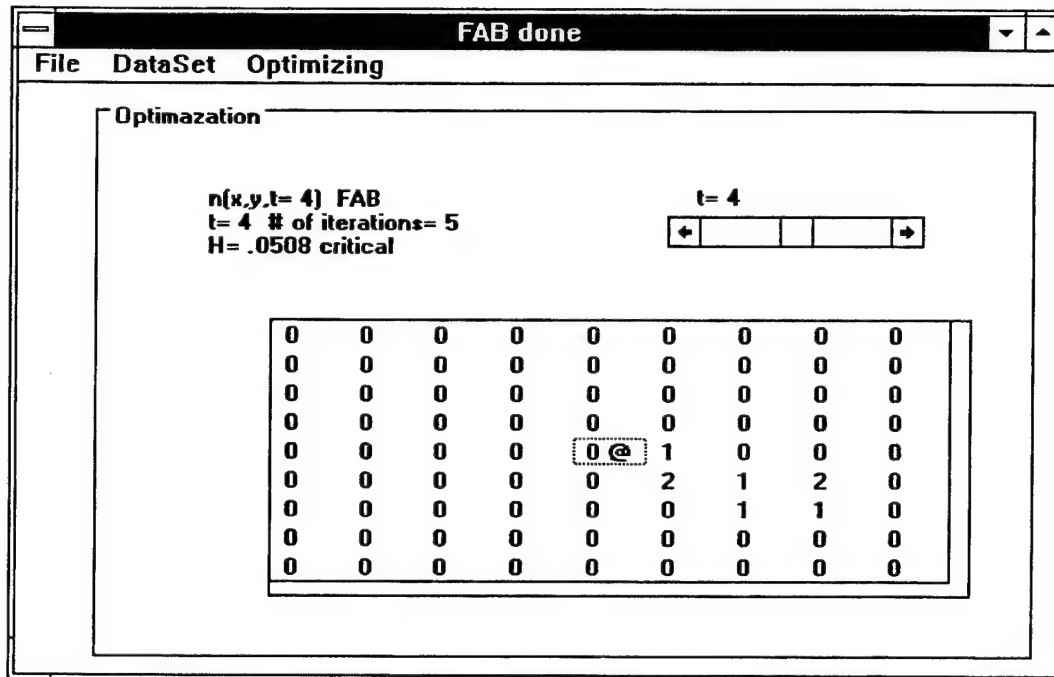 FAB done
File DataSet Optimizing
Optimazation
n(x,y,t= 4) FAB
t= 4 # of iterations= 5
H= .0508 critical
t= 4
0 0 0 0 0 0 0 0 0
0 0 0 0 0 0 0 0 0
0 0 0 0 0 0 0 0 0
0 0 0 0 0 0 0 0 0
0 0 0 0 0 @ 1 0 0 0
0 0 0 0 0 2 1 2 0
0 0 0 0 0 0 1 1 0
0 0 0 0 0 0 0 0 0
0 0 0 0 0 0 0 0 0